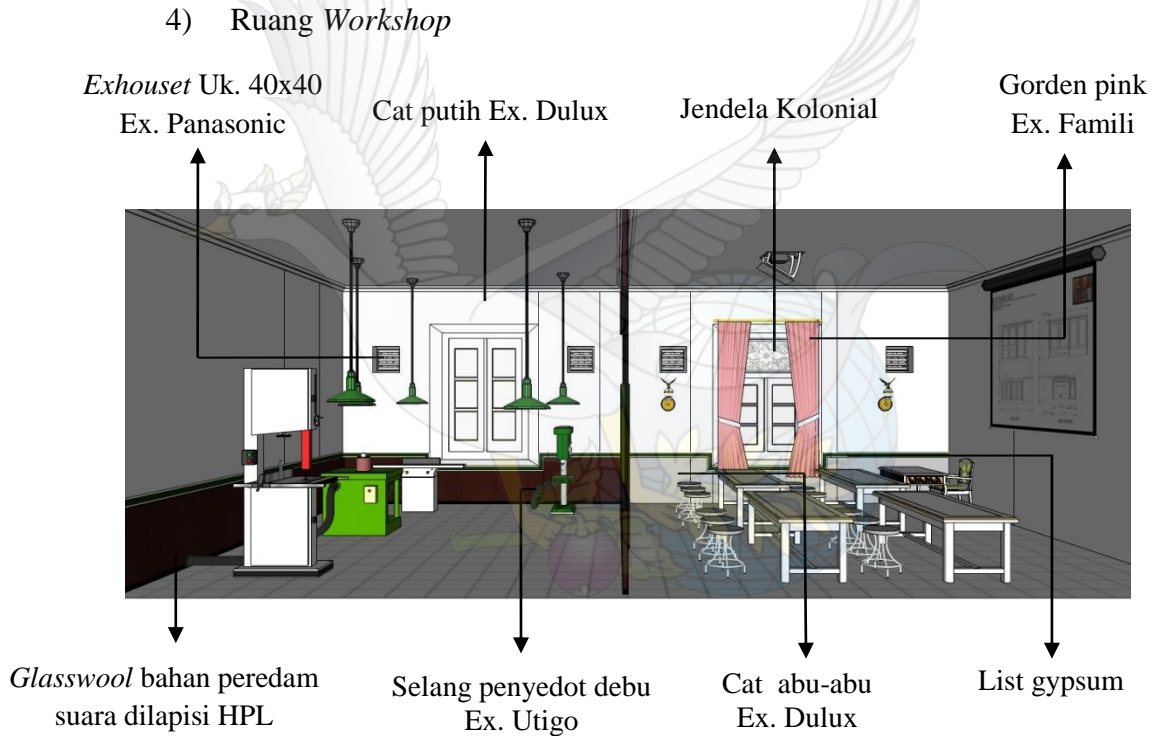 4) Ruang Workshop
Exhouset Uk. 40x40
Ex. Panasonic
Cat putih Ex. Dulux
Jendela Kolonial
Gorden pink
Ex. Famili
Glasswool bahan peredam
suara dilapisi HPL
Selang penyedot debu
Ex. Utigo
Cat abu-abu
Ex. Dulux
List gypsum